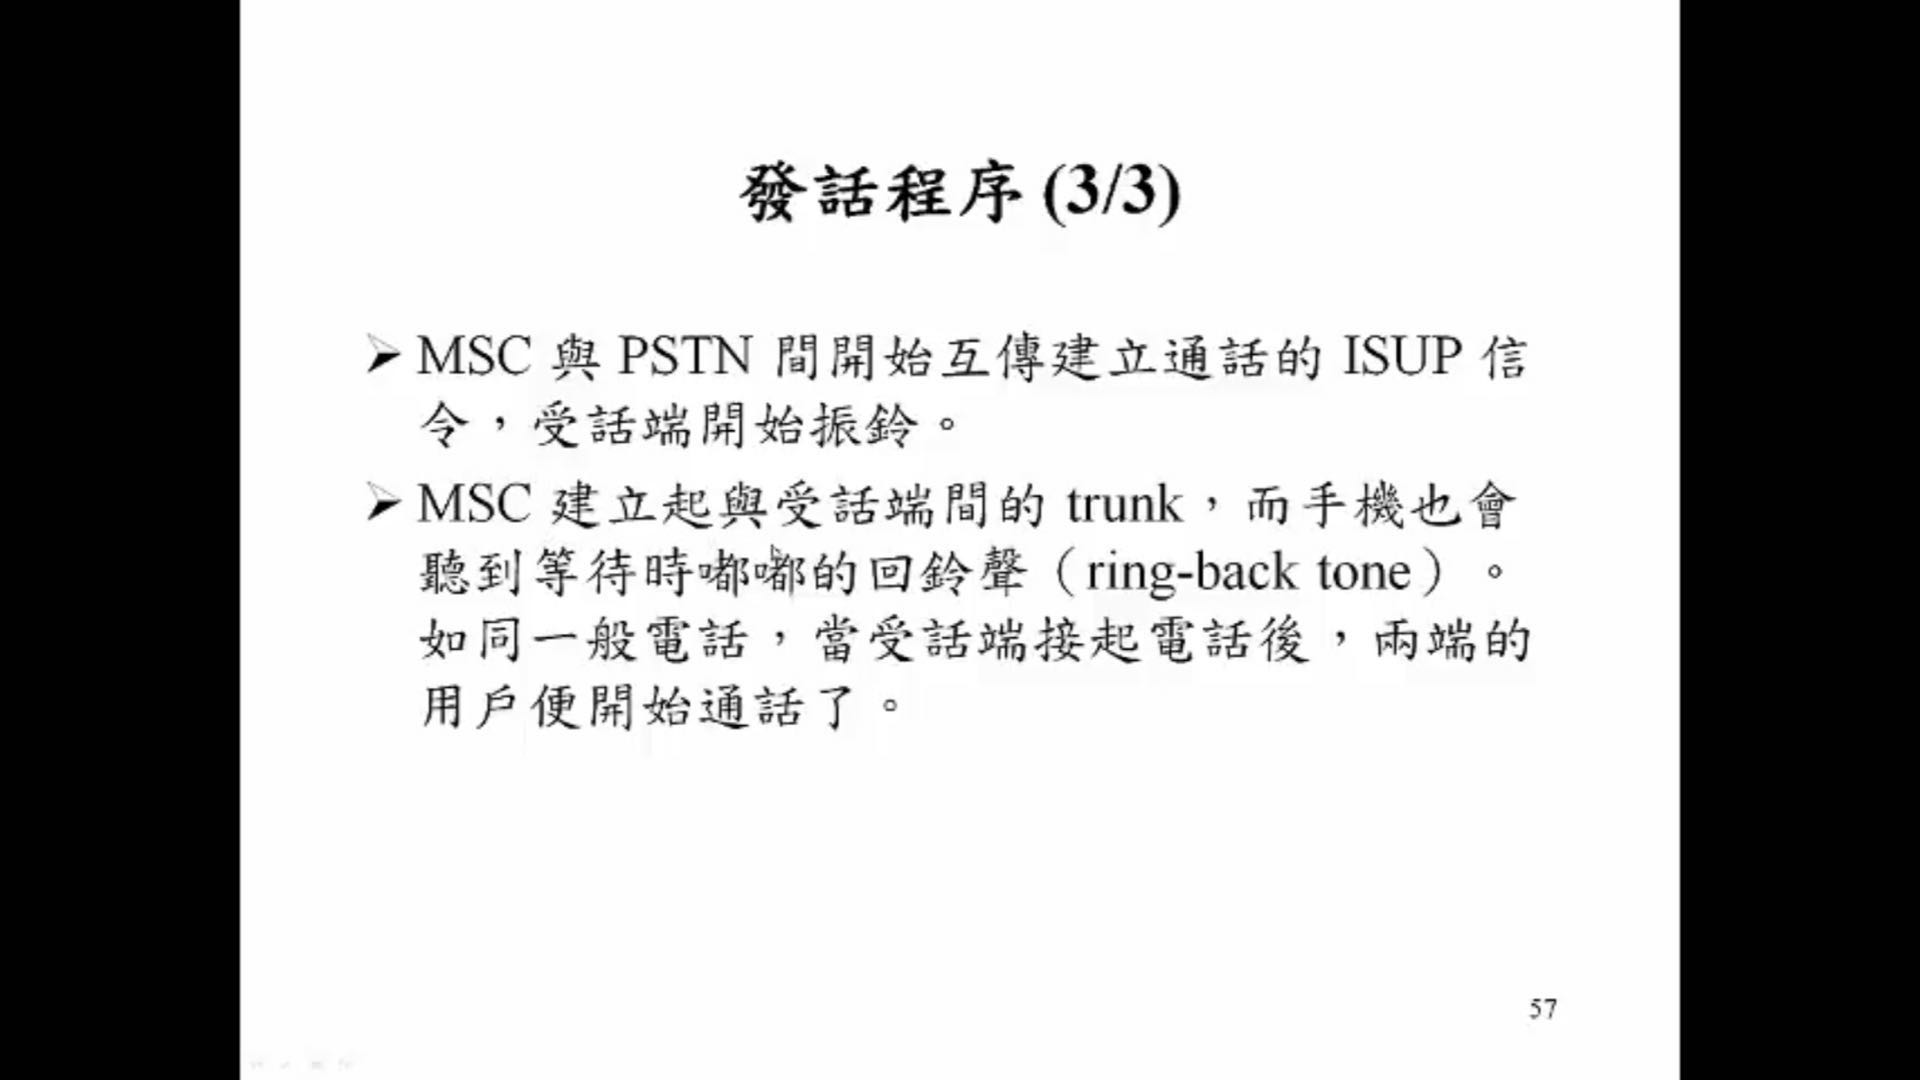 發話程序 (3/3)
➢ MSC 與 PSTN 間開始互傳建立通話的 ISUP 信
令，受話端開始振鈴。
➢ MSC 建立起與受話端間的 trunk，而手機也會
聽到等待時嘟嘟的回鈴聲（ring-back tone）。
如同一般電話，當受話端接起電話後，兩端的
用戶便開始通話了。
57